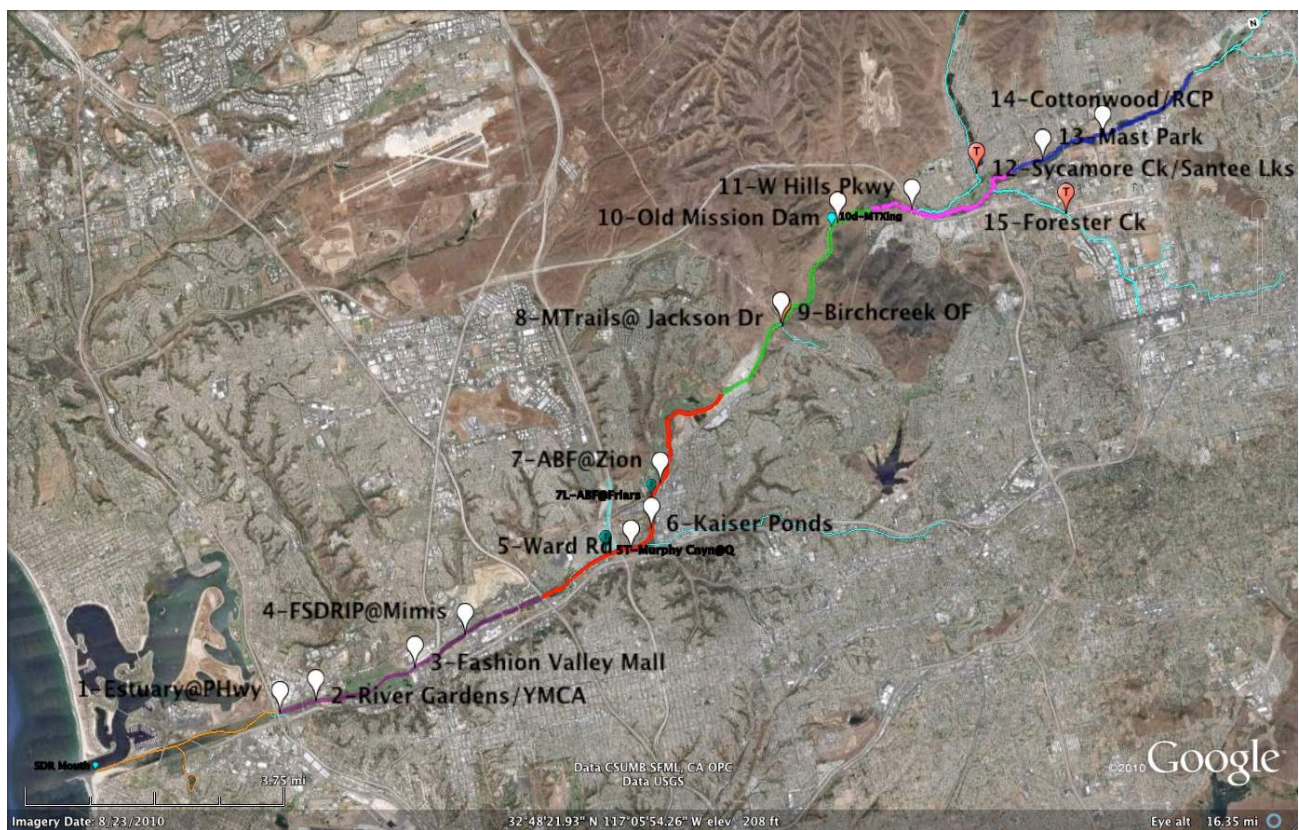 N
14-Cottonwood/RCP
13-Mast Park
T
12-Sycamore Ck/Santee Lks
11-W Hills Pkwy
T
10-Old Mission Dam
10d-MTXing
15-Forester Ck
8-MTrails@ Jackson Dr
9-Birchcreek OF
7-ABF@Zion
7L-ABF@Friars
6-Kaiser Ponds
5-Ward Rd
5T-Murphy Cnyn@Q
4-FSDRIP@Mimis
3-Fashion Valley Mall
1-Estuary@PHwy
2-River Gardens/YMCA
SDR Mouth
3.75 mi
Data CSUMB SFML, CA OPC
Data USGS
©2010 Google
Imagery Date: 8/23/2010
32°48'21.93" N 117°05'54.26" W elev 208 ft
Eye alt 16.35 mi